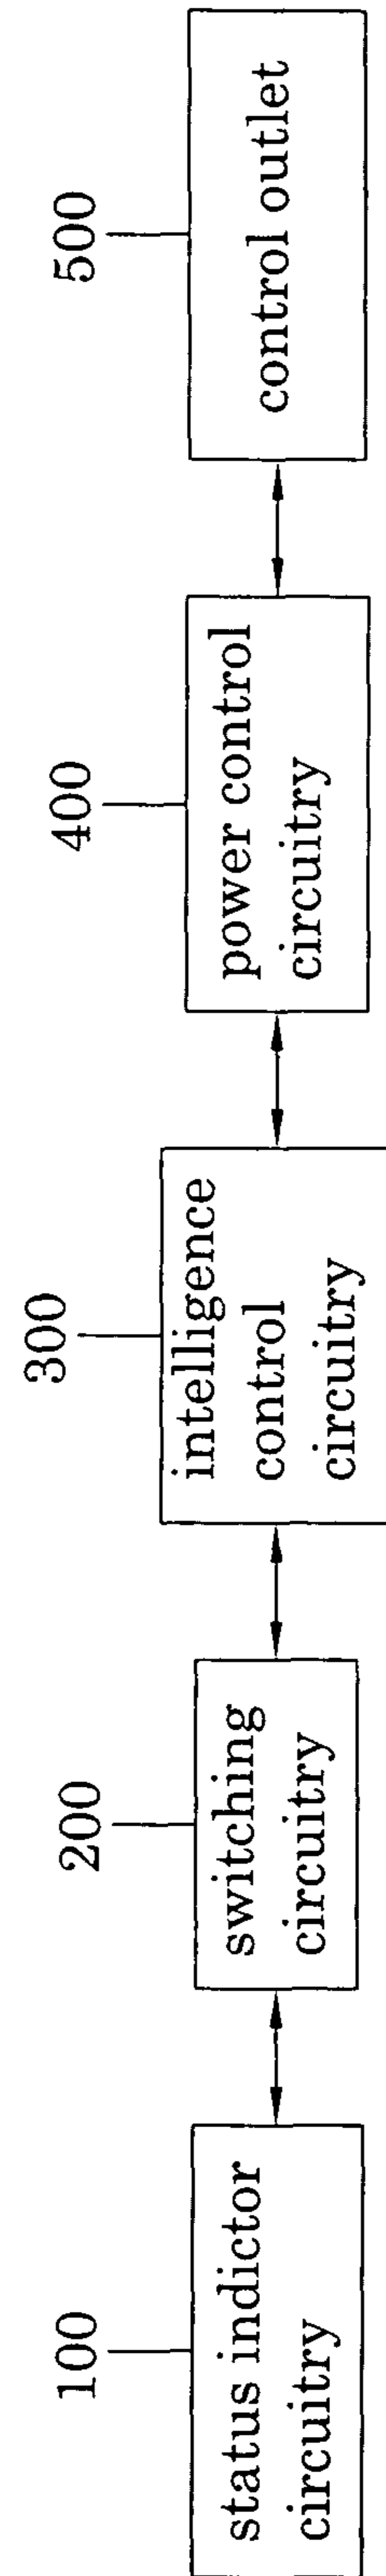 100
status indictor
circuitry
200
switching
circuitry
300
intelligence
control
circuitry
400
power control
circuitry
500
control outlet